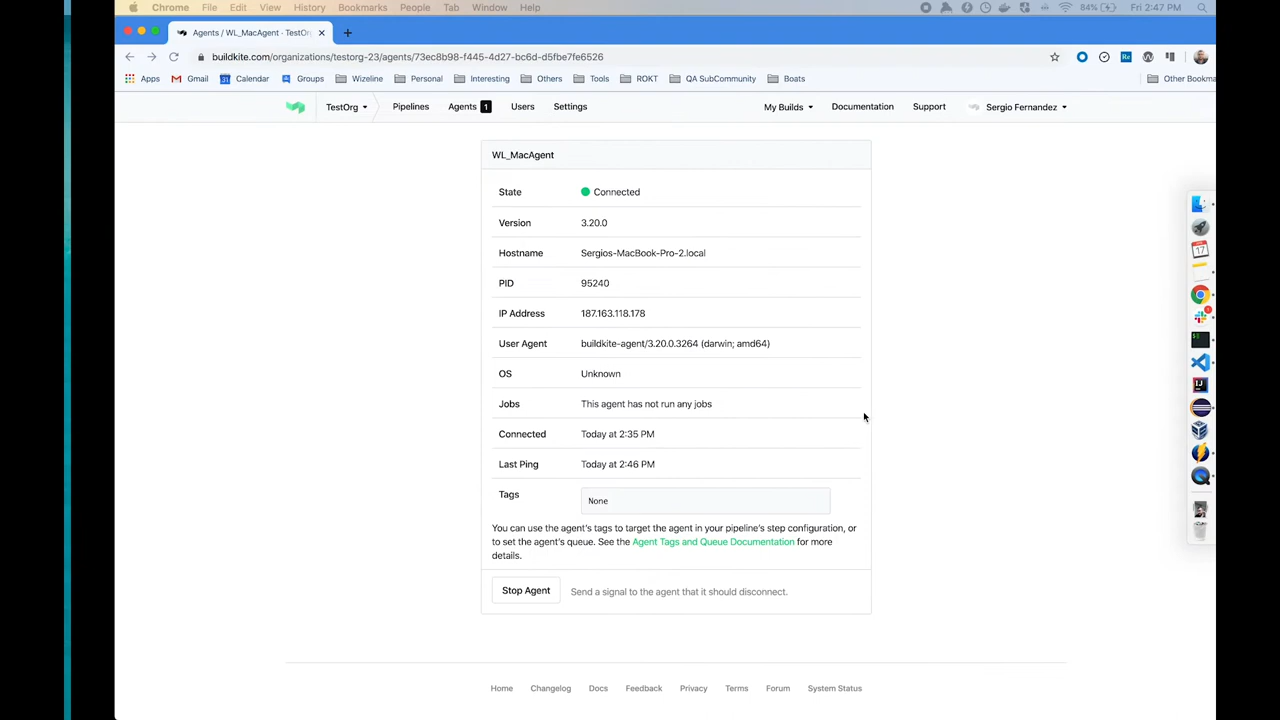 Chrome File Edit View History Bookmarks People Tab Window Help 84% Fri 2:47 PM
Agents / WL_MacAgent · TestOr
buildkite.com/organizations/testorg-23/agents/73ec8b98-f445-4d27-bc6d-d5fbe7fe6526
Apps Gmail Calendar Groups Wizeline Personal Interesting Others Tools ROKT QA SubCommunity Boats Other Bookma
TestOrg Pipelines Agents 1 Users Settings My Builds Documentation Support Sergio Fernandez
WL_MacAgent
State Connected
Version 3.20.0
Hostname Sergios-MacBook-Pro-2.local
PID 95240
IP Address 187.163.118.178
User Agent buildkite-agent/3.20.0.3264 (darwin; amd64)
OS Unknown
Jobs This agent has not run any jobs
Connected Today at 2:35 PM
Last Ping Today at 2:46 PM
Tags None
You can use the agent's tags to target the agent in your pipeline's step configuration, or
to set the agent's queue. See the Agent Tags and Queue Documentation for more
details.
Stop Agent Send a signal to the agent that it should disconnect.
Home Changelog Docs Feedback Privacy Terms Forum System Status